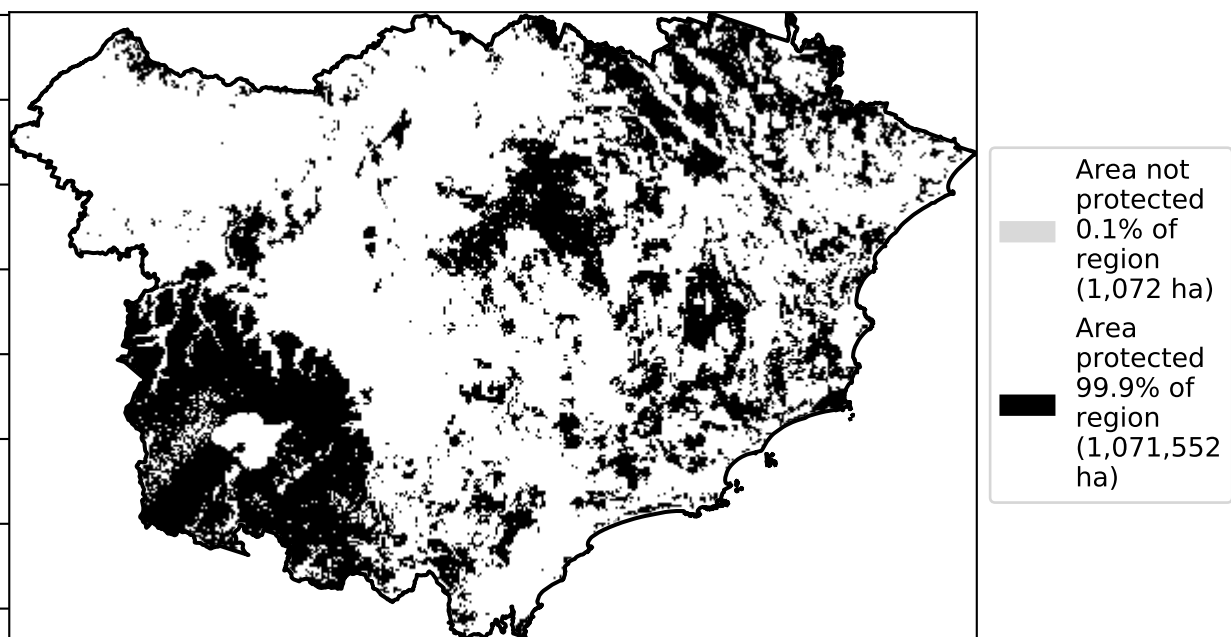 Area not
protected
0.1% of
region
(1,072 ha)
Area
protected
99.9% of
region
(1,071,552
ha)